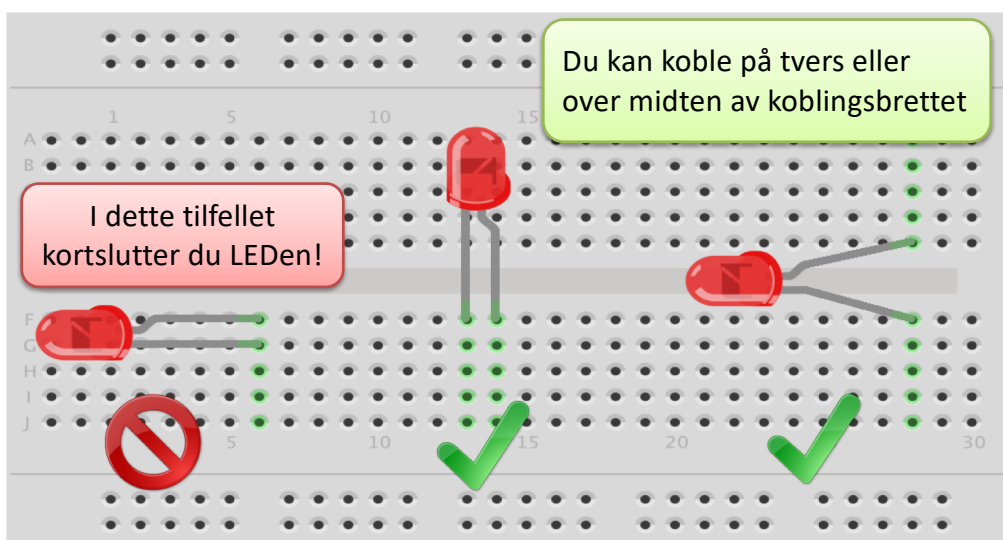 Du kan koble på tvers eller
over midten av koblingsbrettet
1 5 10 15
A
B
I dette tilfellet
kortslutter du LEDen!
F
G
H
I
J
5 10 15 20 30